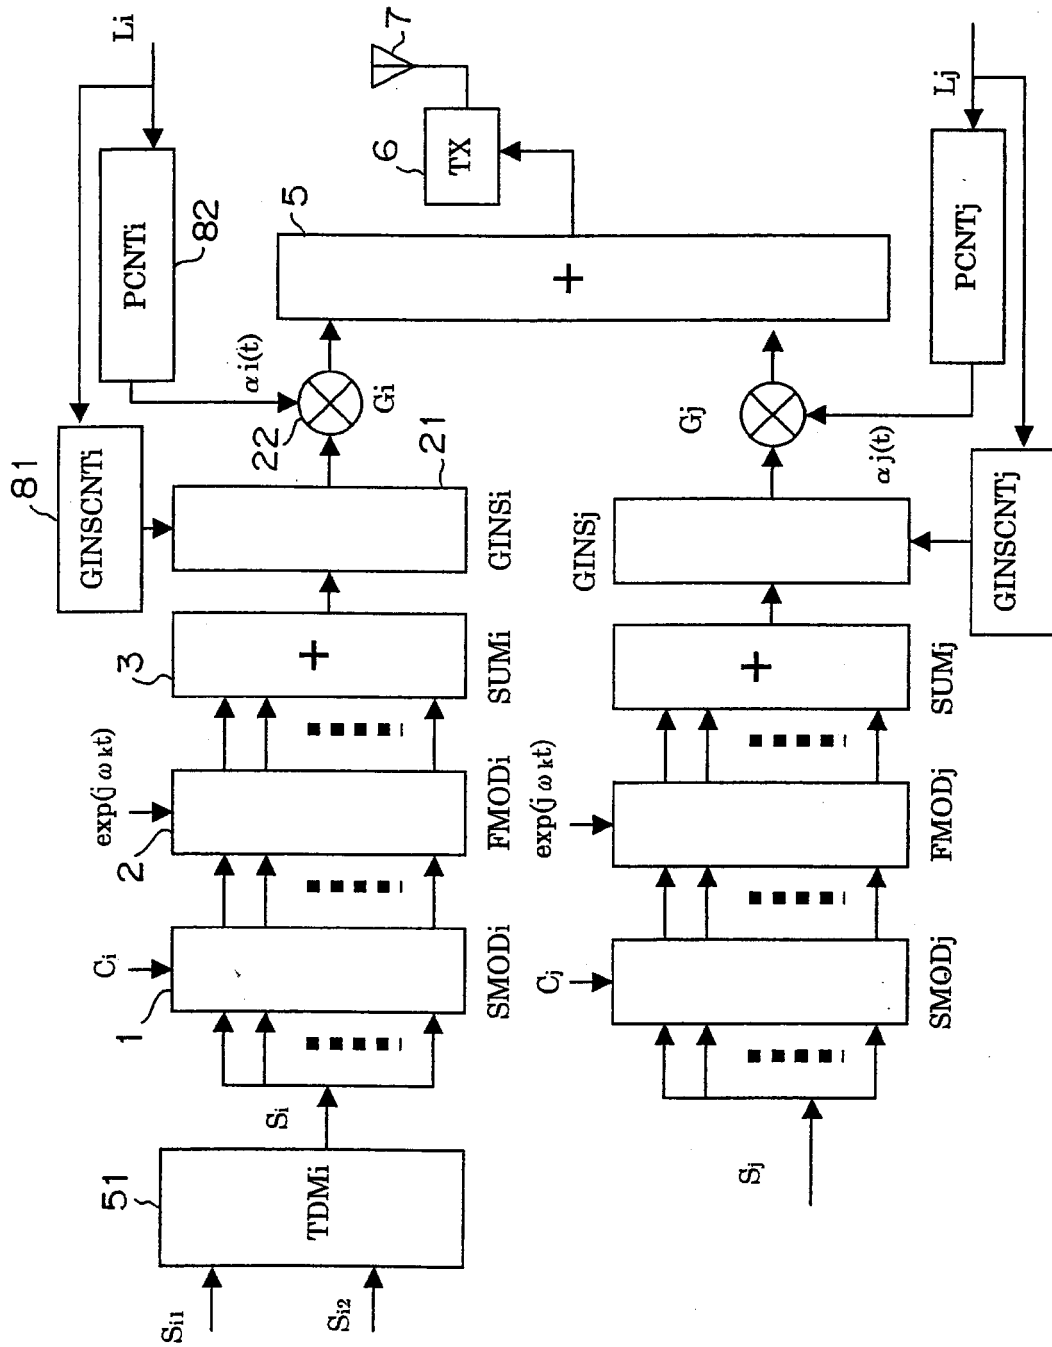 Si1
Si2
51
TDMi
Si
1
Ci
SMODi
2
exp(jωkt)
FMODi
3
+
SUMi
81
GINSCNTi
21
GINSi
22
Gi
αi(t)
PCNTi
82
Li
5
+
6
TX
7
Sj
Cj
SMODj
exp(jωkt)
FMODj
+
SUMj
GINSj
GINSCNTj
Gj
αj(t)
PCNTj
Lj